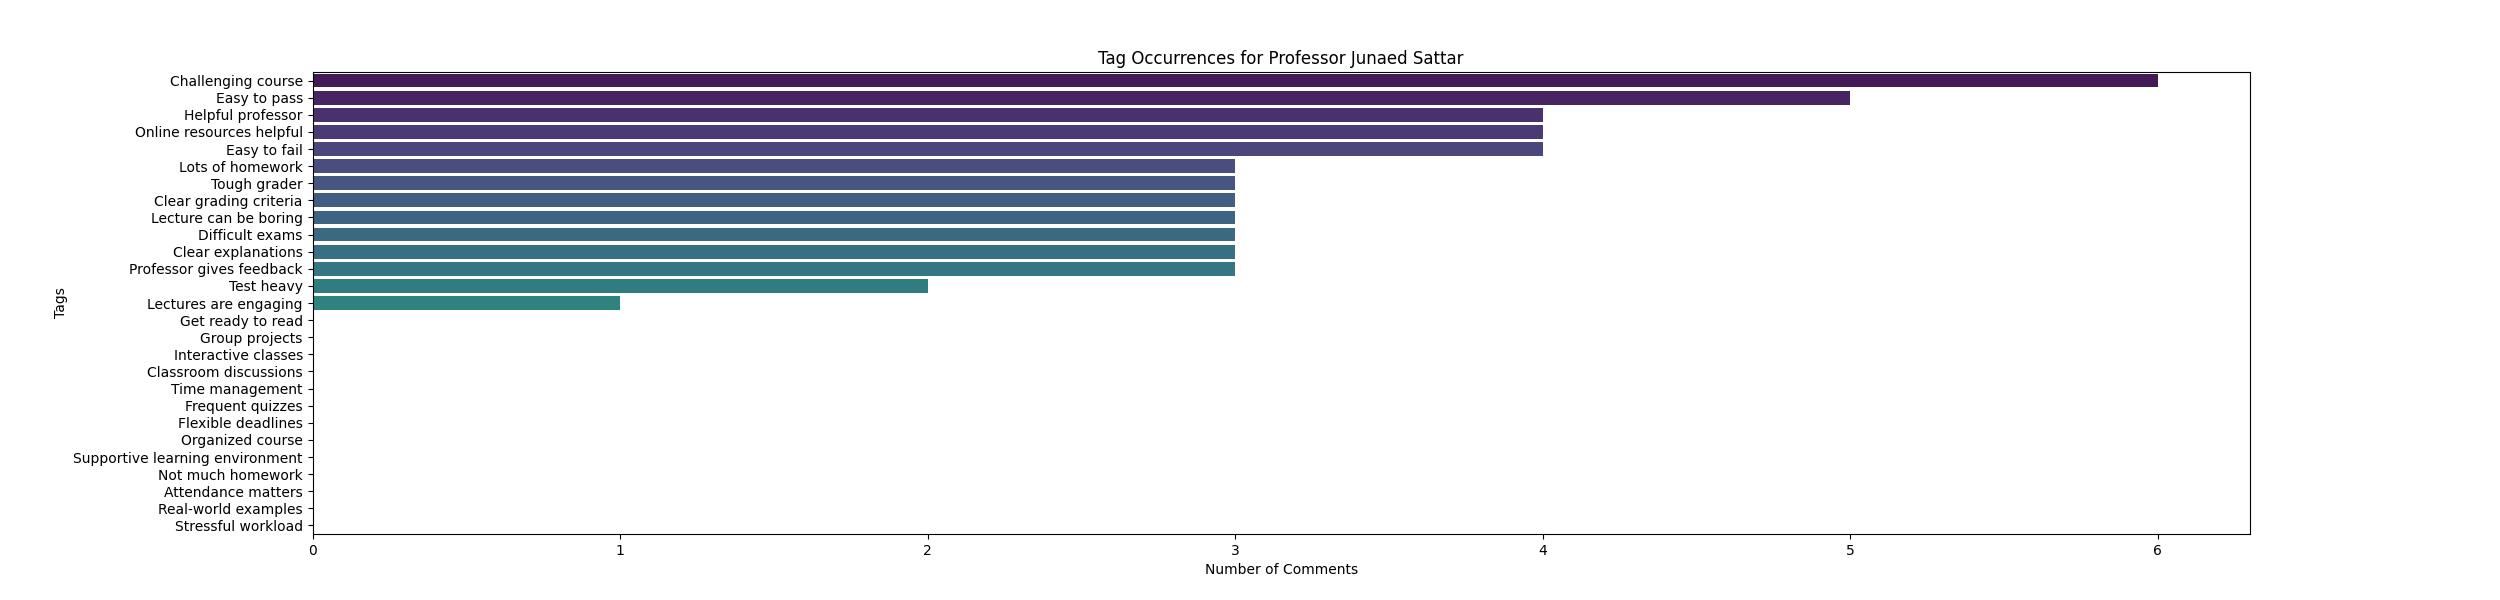 Tag Occurrences for Professor Junaed Sattar
Challenging course
Easy to pass
Helpful professor
Online resources helpful
Easy to fail
Lots of homework
Tough grader
Clear grading criteria
Lecture can be boring
Difficult exams
Clear explanations
Professor gives feedback
Test heavy
Lectures are engaging
Get ready to read
Group projects
Interactive classes
Classroom discussions
Time management
Frequent quizzes
Flexible deadlines
Organized course
Supportive learning environment
Not much homework
Attendance matters
Real-world examples
Stressful workload
Tags
0 1 2 3 4 5 6
Number of Comments